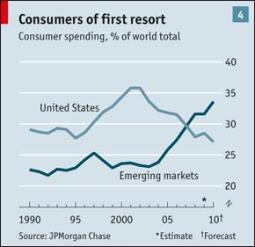 Consumers of first resort
4
Consumer spending, % of world total
40
35
United States
30
25
Emerging markets
20
*
1990 95 2000 05 10†
Source: JPMorgan Chase *Estimate †Forecast